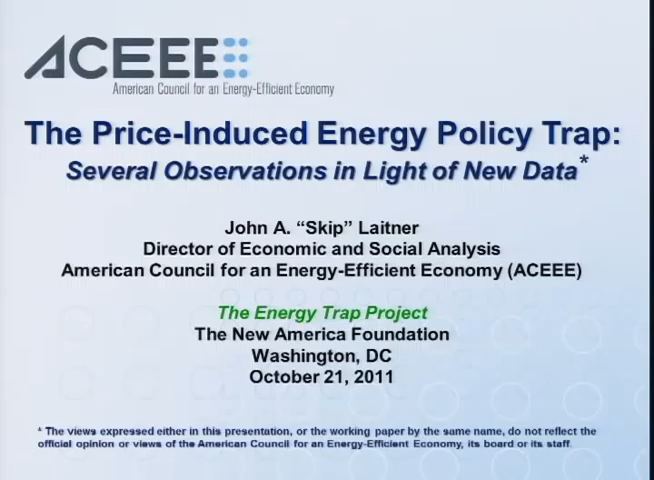 ACEEE
American Council for an Energy-Efficient Economy
The Price-Induced Energy Policy Trap:
Several Observations in Light of New Data*
John A. “Skip” Laitner
Director of Economic and Social Analysis
American Council for an Energy-Efficient Economy (ACEEE)
The Energy Trap Project
The New America Foundation
Washington, DC
October 21, 2011
* The views expressed either in this presentation, or the working paper by the same name, do not reflect the
official opinion or views of the American Council for an Energy-Efficient Economy, its board or its staff.